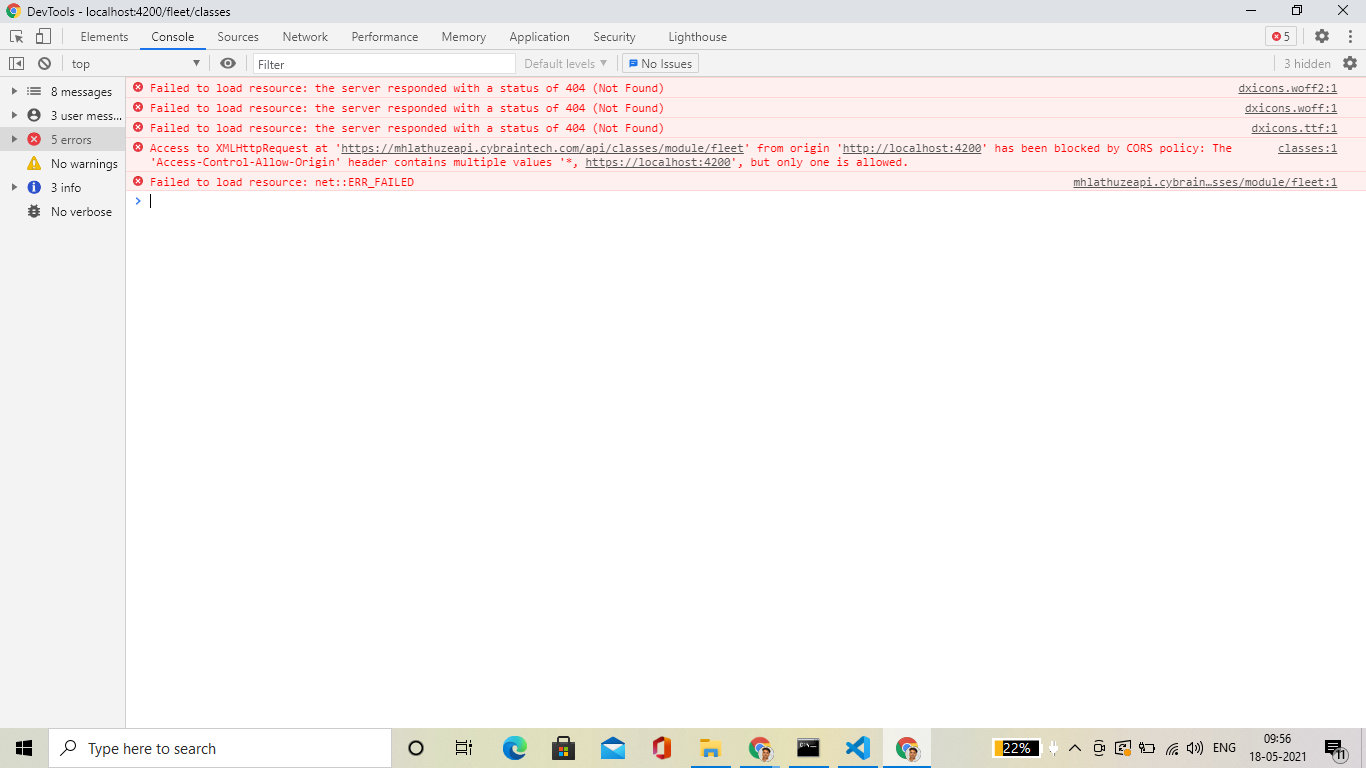 DevTools - localhost:4200/fleet/classes
Elements Console Sources Network Performance Memory Application Security Lighthouse 5
top Filter Default levels ▼ No Issues 3 hidden
8 messages
3 user mess...
5 errors
No warnings
3 info
No verbose
Failed to load resource: the server responded with a status of 404 (Not Found) dxicons.woff2:1
Failed to load resource: the server responded with a status of 404 (Not Found) dxicons.woff:1
Failed to load resource: the server responded with a status of 404 (Not Found) dxicons.ttf:1
Access to XMLHttpRequest at 'https://mhlathuzeapi.cybraintech.com/api/classes/module/fleet' from origin 'http://localhost:4200' has been blocked by CORS policy: The classes:1
'Access-Control-Allow-Origin' header contains multiple values '*, https://localhost:4200', but only one is allowed.
Failed to load resource: net::ERR_FAILED mhlathuzeapi.cybrain…sses/module/fleet:1
Type here to search
22%
ENG
09:56
18-05-2021
11